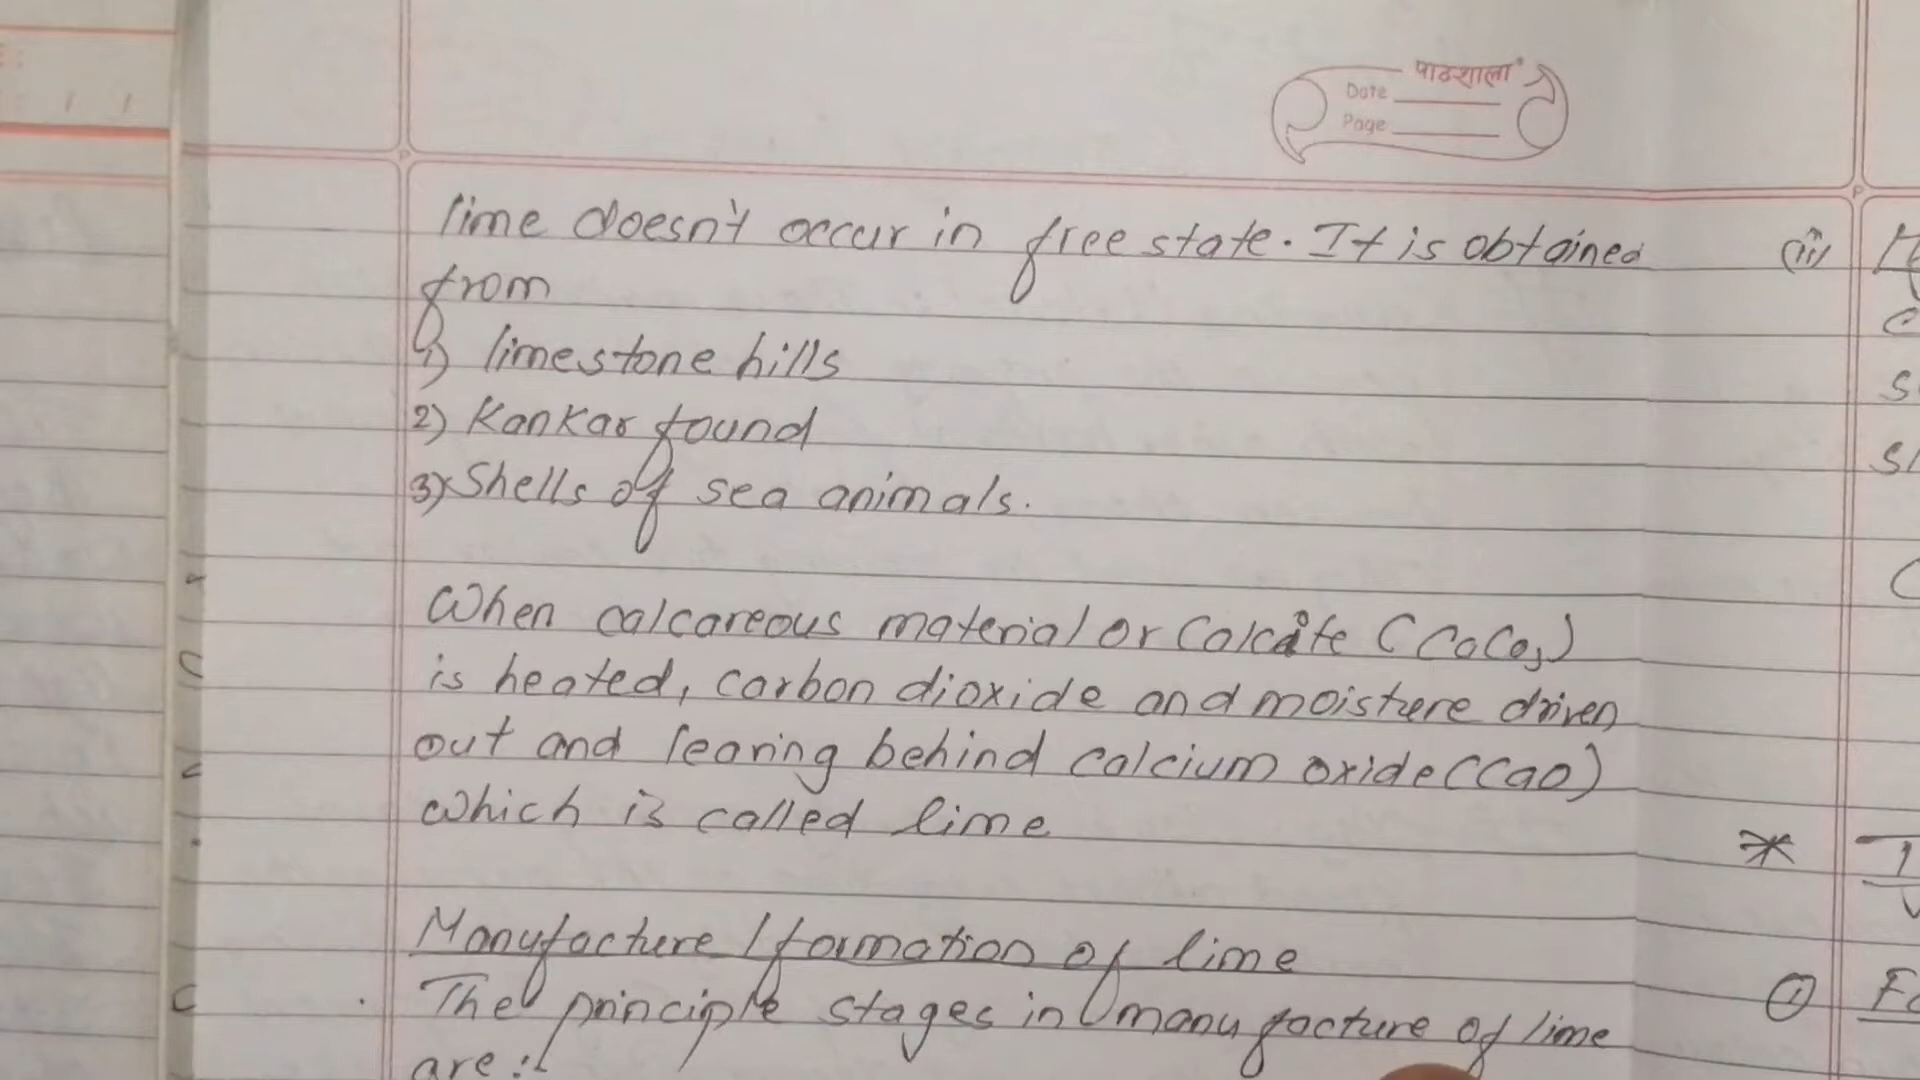 पाठशाला
Date
Page
lime doesn't occur in free state. It is obtained
from
1) limestone hills
2) Kankar found
3) Shells of sea animals.
When calcareous material or Calcite (CaCO3)
is heated, carbon dioxide and moisture driven
out and leaving behind calcium oxide (CaO)
which is called lime
Manufacture / formation of lime
The principle stages in manufacture of lime
are :-
(ii)
*
①